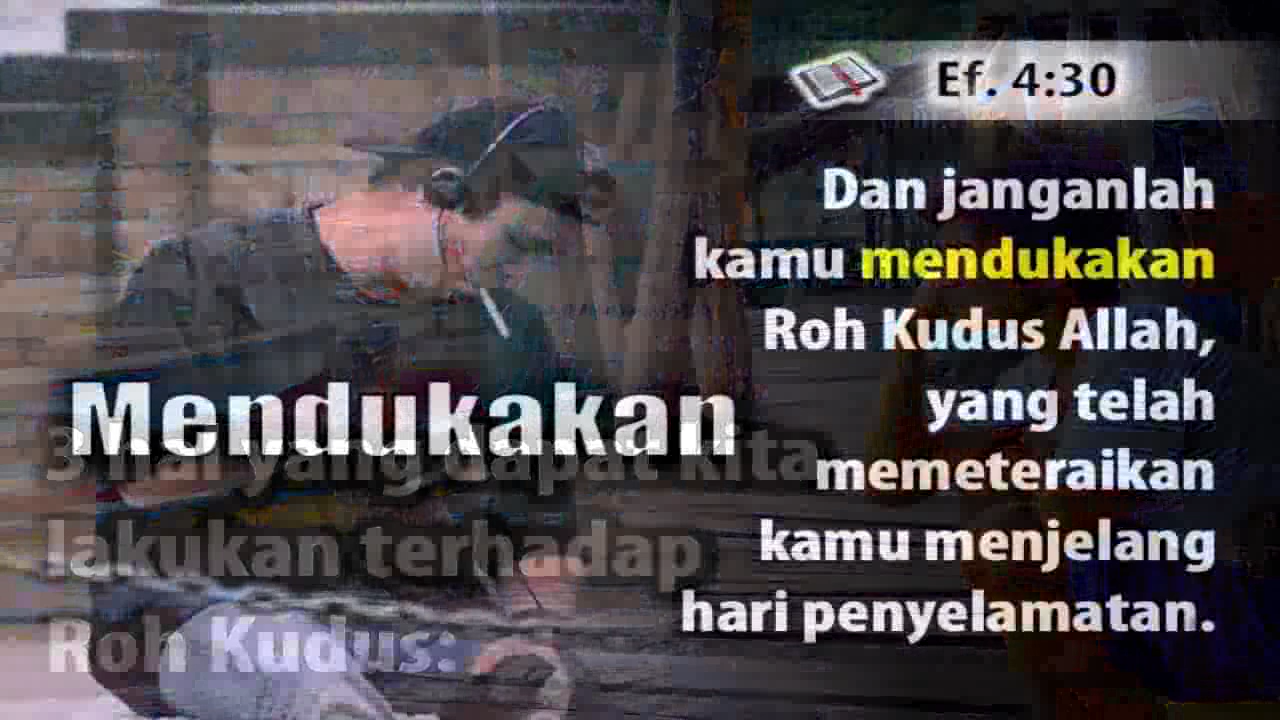 Ef. 4:30
Dan janganlah
kamu mendukakan
Roh Kudus Allah,
yang telah
memeteraikan
kamu menjelang
hari penyelamatan.
Mendukakan
3 hal yang dapat kita
lakukan terhadap
Roh Kudus: